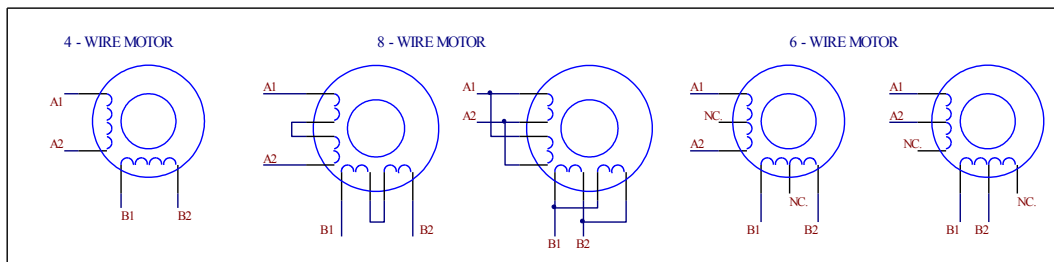 4 - WIRE MOTOR
8 - WIRE MOTOR
6 - WIRE MOTOR
A1
A2
B1
B2
A1
A2
B1
B2
A1
A2
B1
B2
A1
NC.
A2
B1
NC.
B2
A1
A2
NC.
B1
B2
NC.